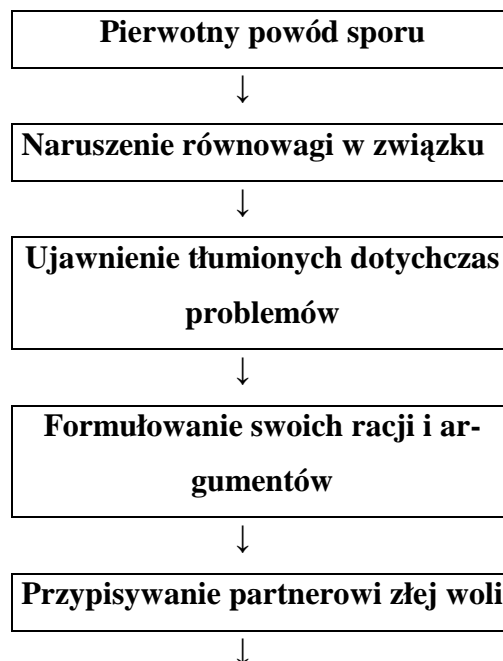 Pierwotny powód sporu
↓
Naruszenie równowagi w związku
↓
Ujawnienie tłumionych dotychczas
problemów
↓
Formułowanie swoich racji i ar-
gumentów
↓
Przypisywanie partnerowi złej woli
↓